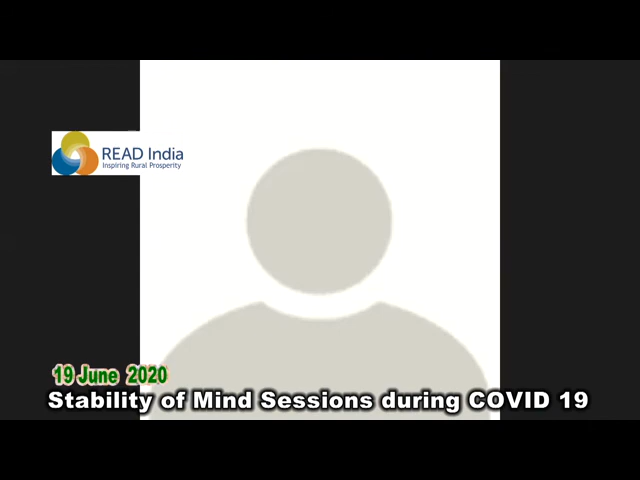 READ India
Inspiring Rural Prosperity
19 June 2020
Stability of Mind Sessions during COVID 19